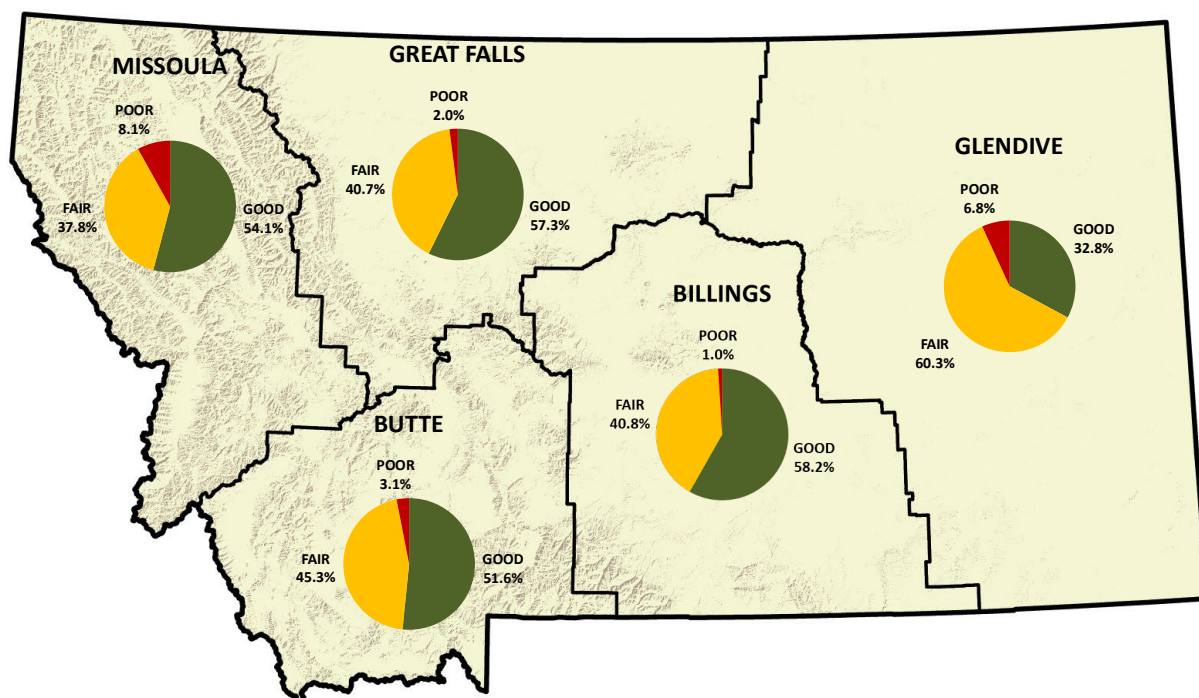 MISSOULA
POOR
8.1%
FAIR
37.8%
GOOD
54.1%
GREAT FALLS
POOR
2.0%
FAIR
40.7%
GOOD
57.3%
GLENDIVE
POOR
6.8%
GOOD
32.8%
FAIR
60.3%
BILLINGS
POOR
1.0%
FAIR
40.8%
GOOD
58.2%
BUTTE
POOR
3.1%
FAIR
45.3%
GOOD
51.6%